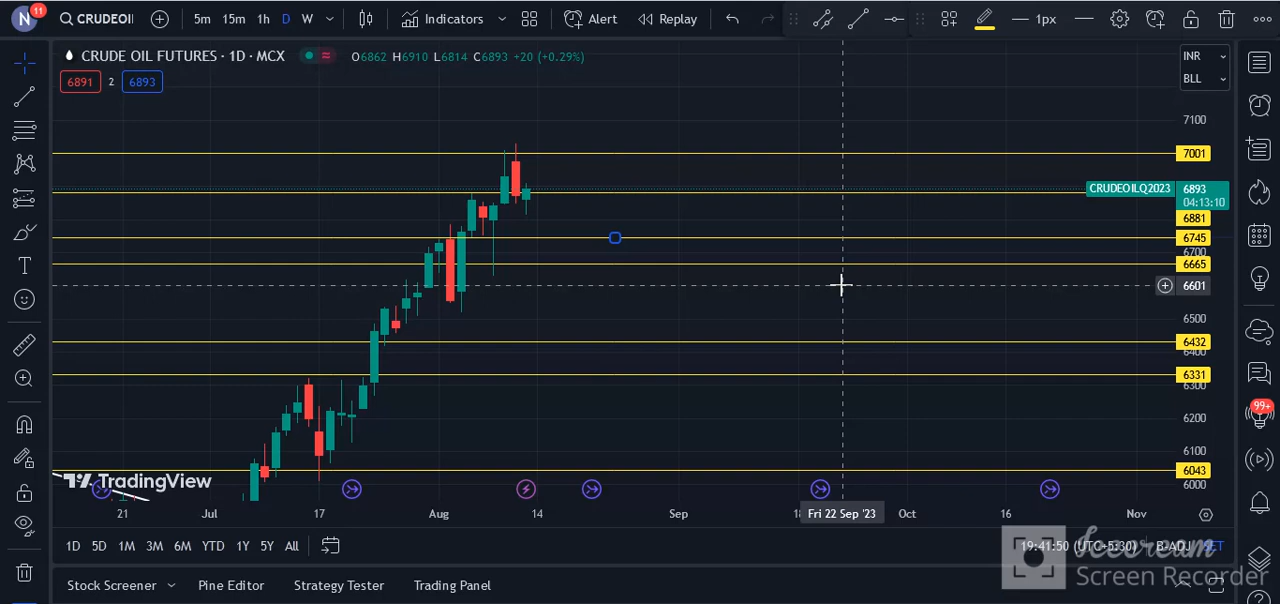 N 11 CRUDEOI 5m 15m 1h D W Indicators Alert Replay 1px
CRUDE OIL FUTURES · 1D · MCX O6862 H6910 L6814 C6893 +20 (+0.29%)
INR
BLL
6891 2 6893
7100
7001
CRUDEOILQ2023 6893
04:13:10
6881
6745
6700
6665
6601
6500
6432
6400
6331
6300
6200
6100
99+
6043
6000
TradingView
21 Jul 17 Aug 14 Sep Fri 22 Sep '23 Oct 16 Nov
1D 5D 1M 3M 6M YTD 1Y 5Y All 19:41:50 (UTC+5:30) B-ADJ SET
Icecream
Screen Recorder
Stock Screener Pine Editor Strategy Tester Trading Panel